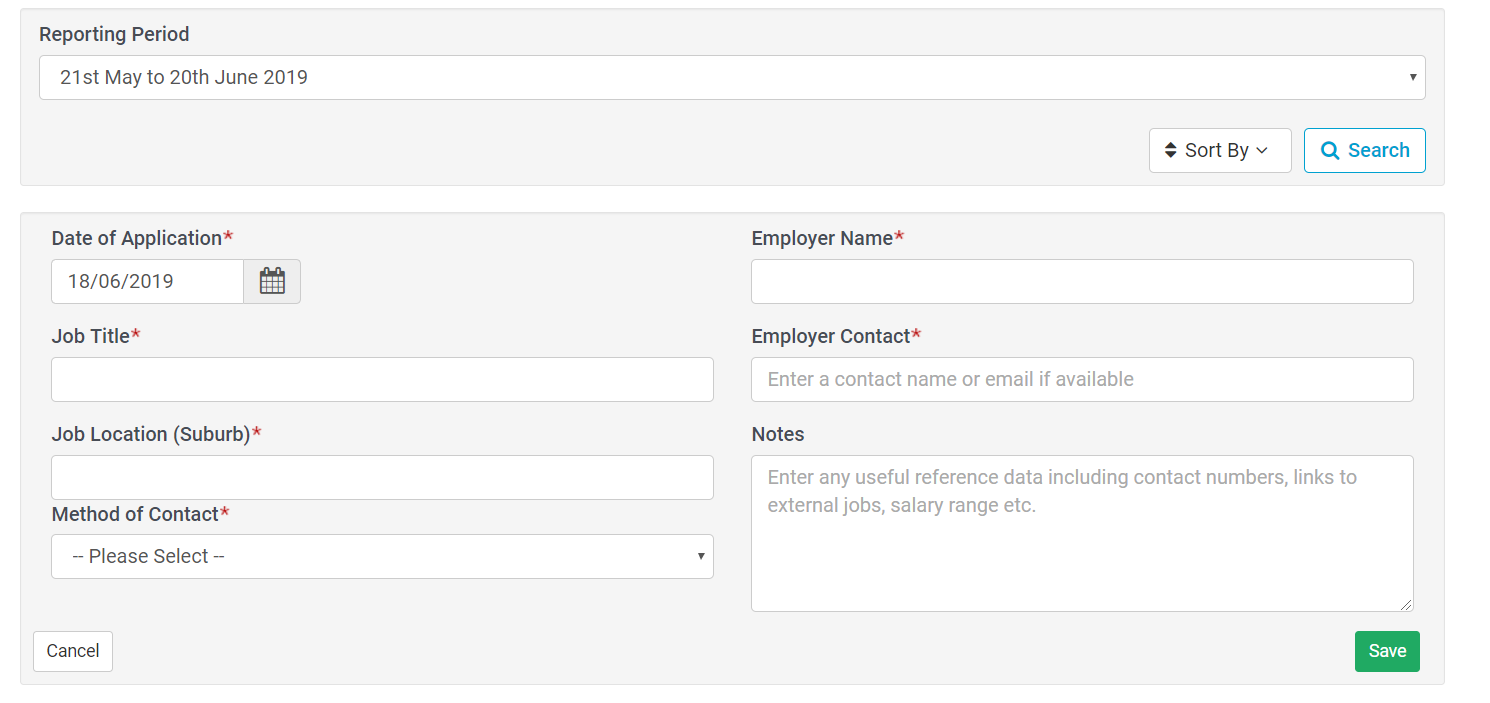 Reporting Period
21st May to 20th June 2019
Sort By
Search
Date of Application*
18/06/2019
Employer Name*
Job Title*
Employer Contact*
Enter a contact name or email if available
Job Location (Suburb)*
Notes
Enter any useful reference data including contact numbers, links to
external jobs, salary range etc.
Method of Contact*
-- Please Select --
Cancel
Save